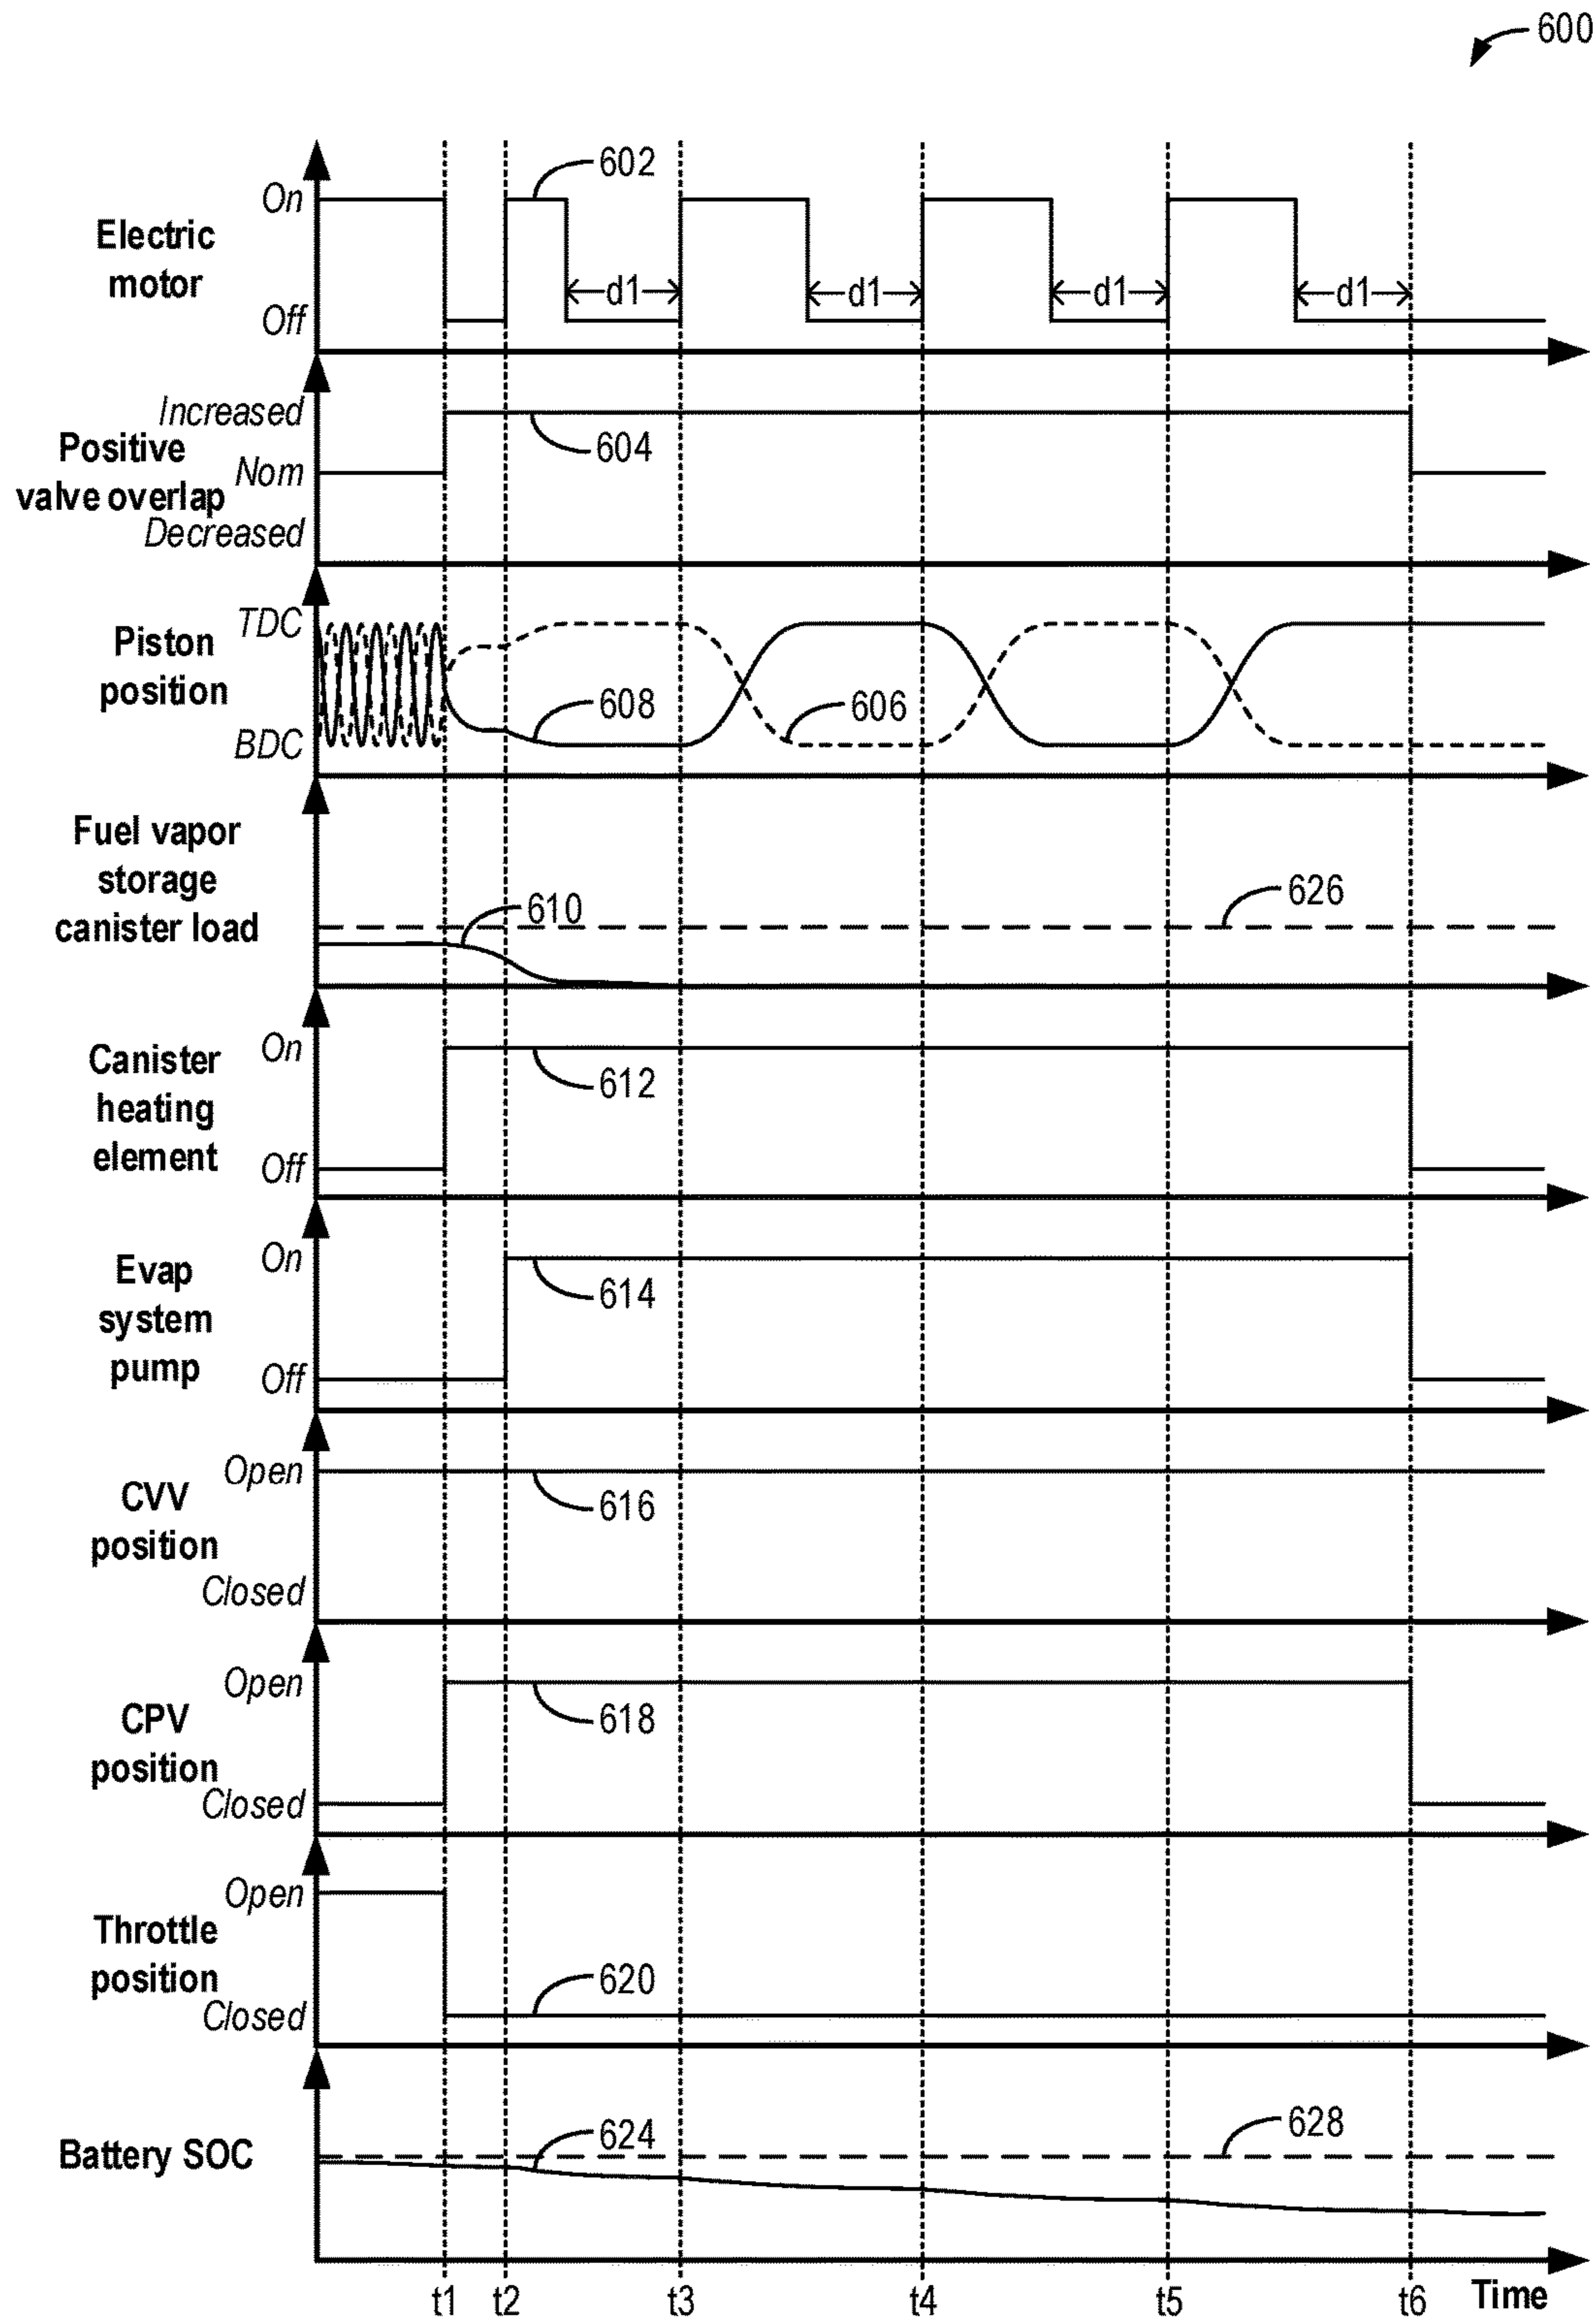 600
602
On
Electric
motor
Off
d1
d1
d1
d1
Increased
Positive
valve overlap
Nom
Decreased
604
TDC
Piston
position
BDC
608
606
Fuel vapor
storage
canister load
610
626
On
Canister
heating
element
Off
612
On
Evap
system
pump
Off
614
Open
CVV
position
Closed
616
Open
CPV
position
Closed
618
Open
Throttle
position
Closed
620
Battery SOC
624
628
t1 t2 t3 t4 t5 t6 Time